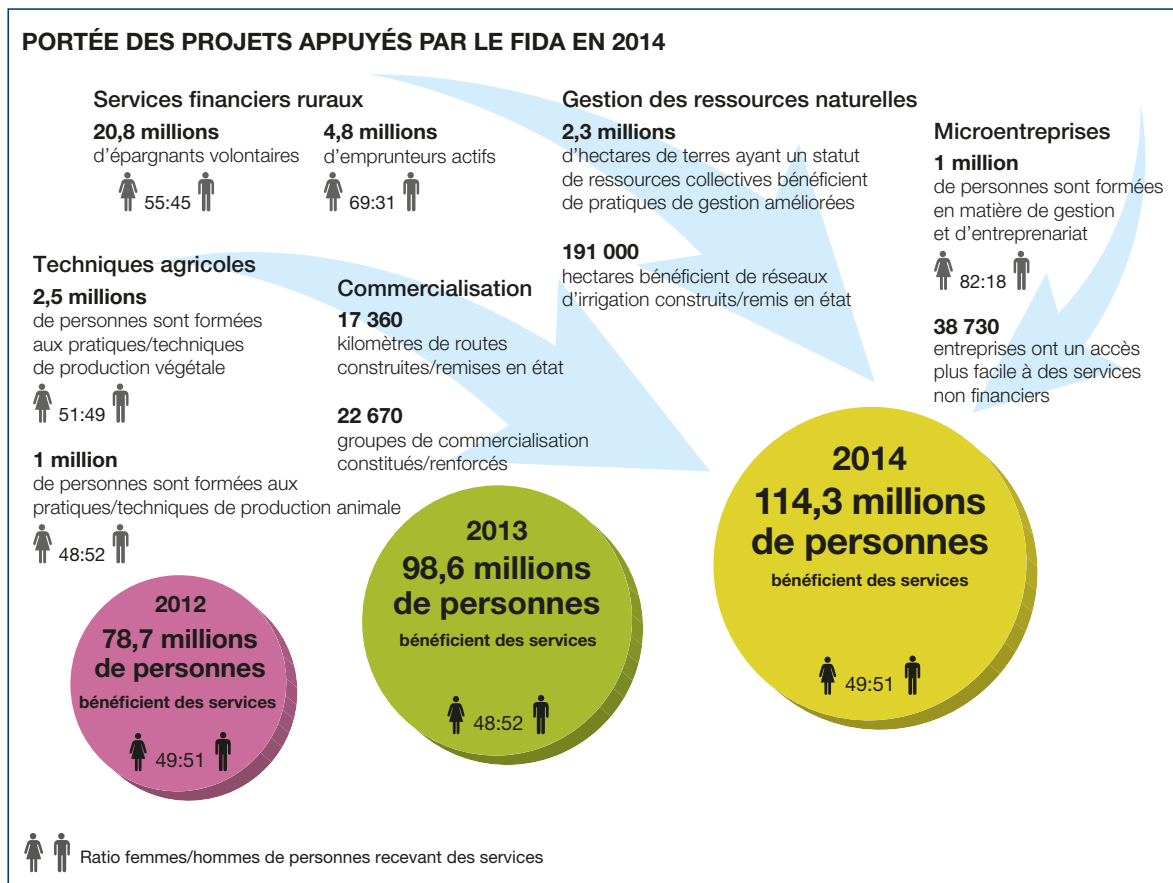 PORTÉE DES PROJETS APPUYÉS PAR LE FIDA EN 2014
Services financiers ruraux
20,8 millions
d'épargnants volontaires
55:45
4,8 millions
d'emprunteurs actifs
69:31
Gestion des ressources naturelles
2,3 millions
d'hectares de terres ayant un statut
de ressources collectives bénéficient
de pratiques de gestion améliorées
191 000
hectares bénéficient de réseaux
d'irrigation construits/remis en état
Microentreprises
1 million
de personnes sont formées
en matière de gestion
et d'entreprenariat
82:18
38 730
entreprises ont un accès
plus facile à des services
non financiers
Techniques agricoles
2,5 millions
de personnes sont formées
aux pratiques/techniques
de production végétale
51:49
1 million
de personnes sont formées aux
pratiques/techniques de production animale
48:52
Commercialisation
17 360
kilomètres de routes
construites/remises en état
22 670
groupes de commercialisation
constitués/renforcés
2012
78,7 millions
de personnes
bénéficient des services
49:51
2013
98,6 millions
de personnes
bénéficient des services
48:52
2014
114,3 millions
de personnes
bénéficient des services
49:51
Ratio femmes/hommes de personnes recevant des services